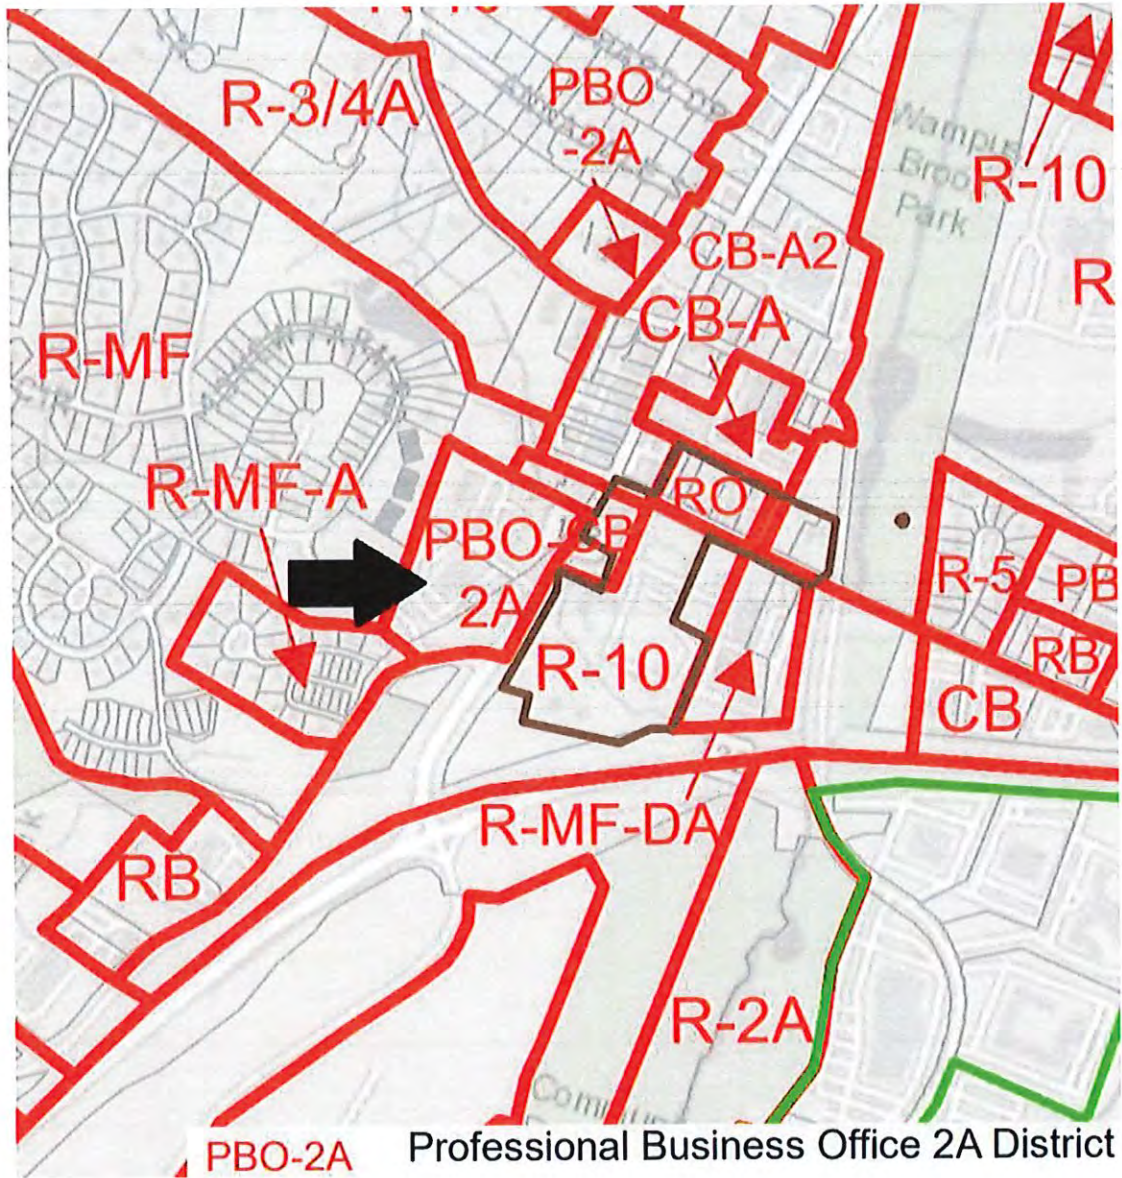 R-3/4A
PBO
-2A
Wampus
Brook
Park
R-10
CB-A2
CB-A
R
R-MF
R-MF-A
PBO-
2A
CB
RO
R-5
PB
RB
R-10
CB
R-MF-DA
RB
R-2A
PBO-2A Professional Business Office 2A District